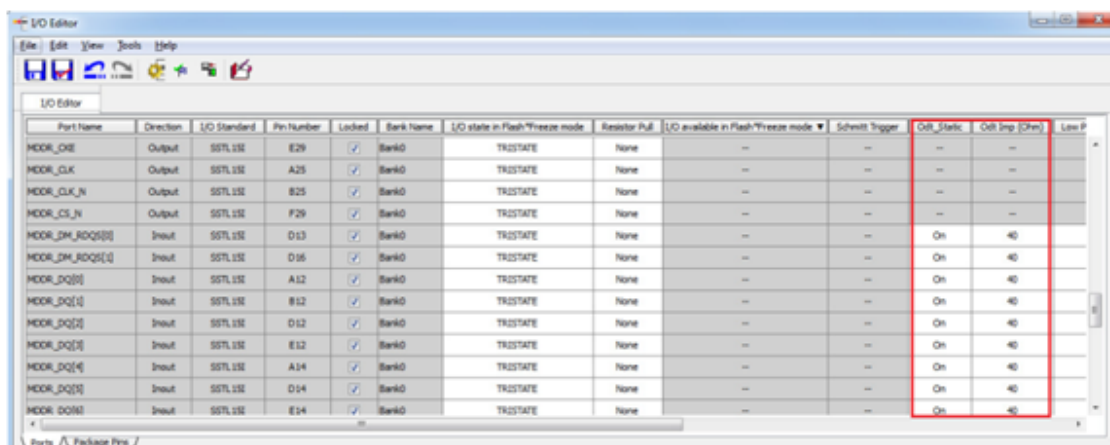 I/O Editor
File Edit View Tools Help
I/O Editor
Port Name Direction I/O Standard Pin Number Locked Bank Name I/O state in Flash*Freeze mode Resistor Pull I/O available in Flash*Freeze mode ▼ Schmitt Trigger Odt_Static Odt Imp (Ohm) Low P
MDDR_CKE Output SSTL15I E29 Bank0 TRISTATE None -- -- -- --
MDDR_CLK Output SSTL15I A25 Bank0 TRISTATE None -- -- -- --
MDDR_CLK_N Output SSTL15I B25 Bank0 TRISTATE None -- -- -- --
MDDR_CS_N Output SSTL15I F29 Bank0 TRISTATE None -- -- -- --
MDDR_DM_RDQS[0] Inout SSTL15I D13 Bank0 TRISTATE None -- -- On 40
MDDR_DM_RDQS[1] Inout SSTL15I D16 Bank0 TRISTATE None -- -- On 40
MDDR_DQ[0] Inout SSTL15I A12 Bank0 TRISTATE None -- -- On 40
MDDR_DQ[1] Inout SSTL15I B12 Bank0 TRISTATE None -- -- On 40
MDDR_DQ[2] Inout SSTL15I D12 Bank0 TRISTATE None -- -- On 40
MDDR_DQ[3] Inout SSTL15I E12 Bank0 TRISTATE None -- -- On 40
MDDR_DQ[4] Inout SSTL15I A14 Bank0 TRISTATE None -- -- On 40
MDDR_DQ[5] Inout SSTL15I D14 Bank0 TRISTATE None -- -- On 40
MDDR_DQ[6] Inout SSTL15I E14 Bank0 TRISTATE None -- -- On 40
Ports Package Pins